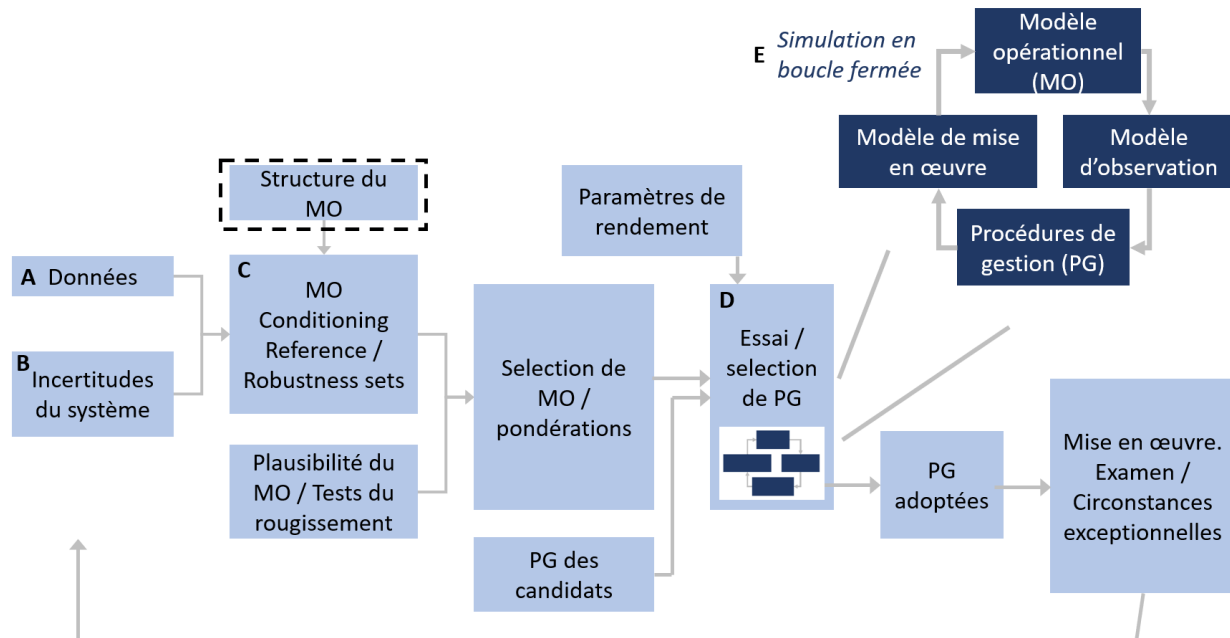 E
Simulation en
boucle fermée
Modèle
opérationnel
(MO)
Modèle de mise
en œuvre
Modèle
d'observation
Procédures de
gestion (PG)
Structure du
MO
Paramètres de
rendement
A Données
B
Incertitudes
du système
C
MO
Conditioning
Reference /
Robustness sets
Plausibilité du
MO / Tests du
rougissement
Selection de
MO /
pondérations
PG des
candidats
D
Essai /
selection
de PG
PG
adoptées
Mise en œuvre.
Examen /
Circonstances
exceptionnelles